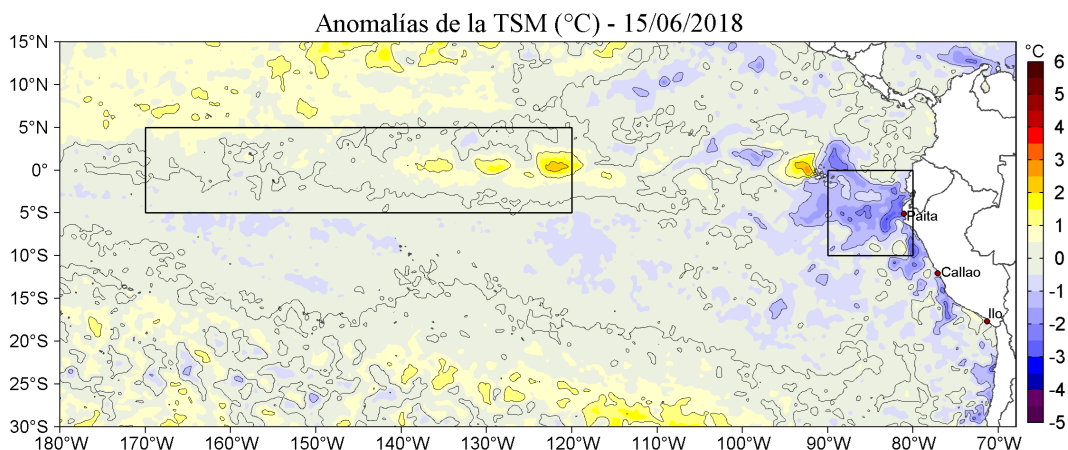 Anomalías de la TSM (°C) - 15/06/2018
15°N
10°N
5°N
0°
5°S
10°S
15°S
20°S
25°S
30°S
180°W
170°W
160°W
150°W
140°W
130°W
120°W
110°W
100°W
90°W
80°W
70°W
Paita
Callao
Ilo
°C
6
5
4
3
2
1
0
-1
-2
-3
-4
-5